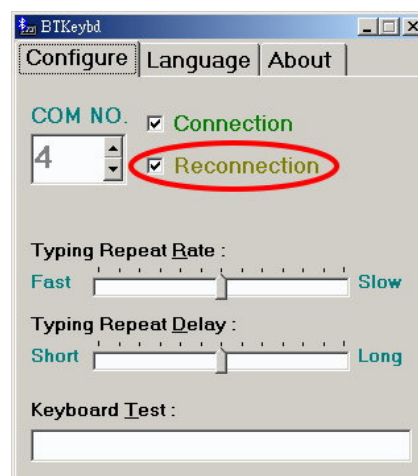 BTKeybd
Configure Language About
COM NO.
Connection
4
Reconnection
Typing Repeat Rate :
Fast Slow
Typing Repeat Delay :
Short Long
Keyboard Test :